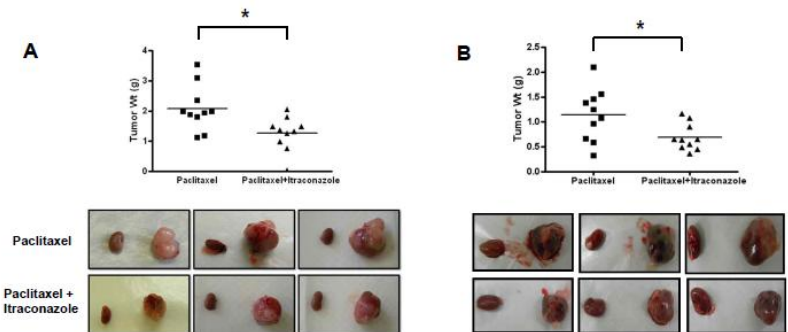 A
*
Tumor Wt (g)
4
3
2
1
0
Paclitaxel
Paclitaxel+Itraconazole
B
*
Tumor Wt (g)
2.5
2.0
1.5
1.0
0.5
0.0
Paclitaxel
Paclitaxel+Itraconazole
Paclitaxel
Paclitaxel +
Itraconazole